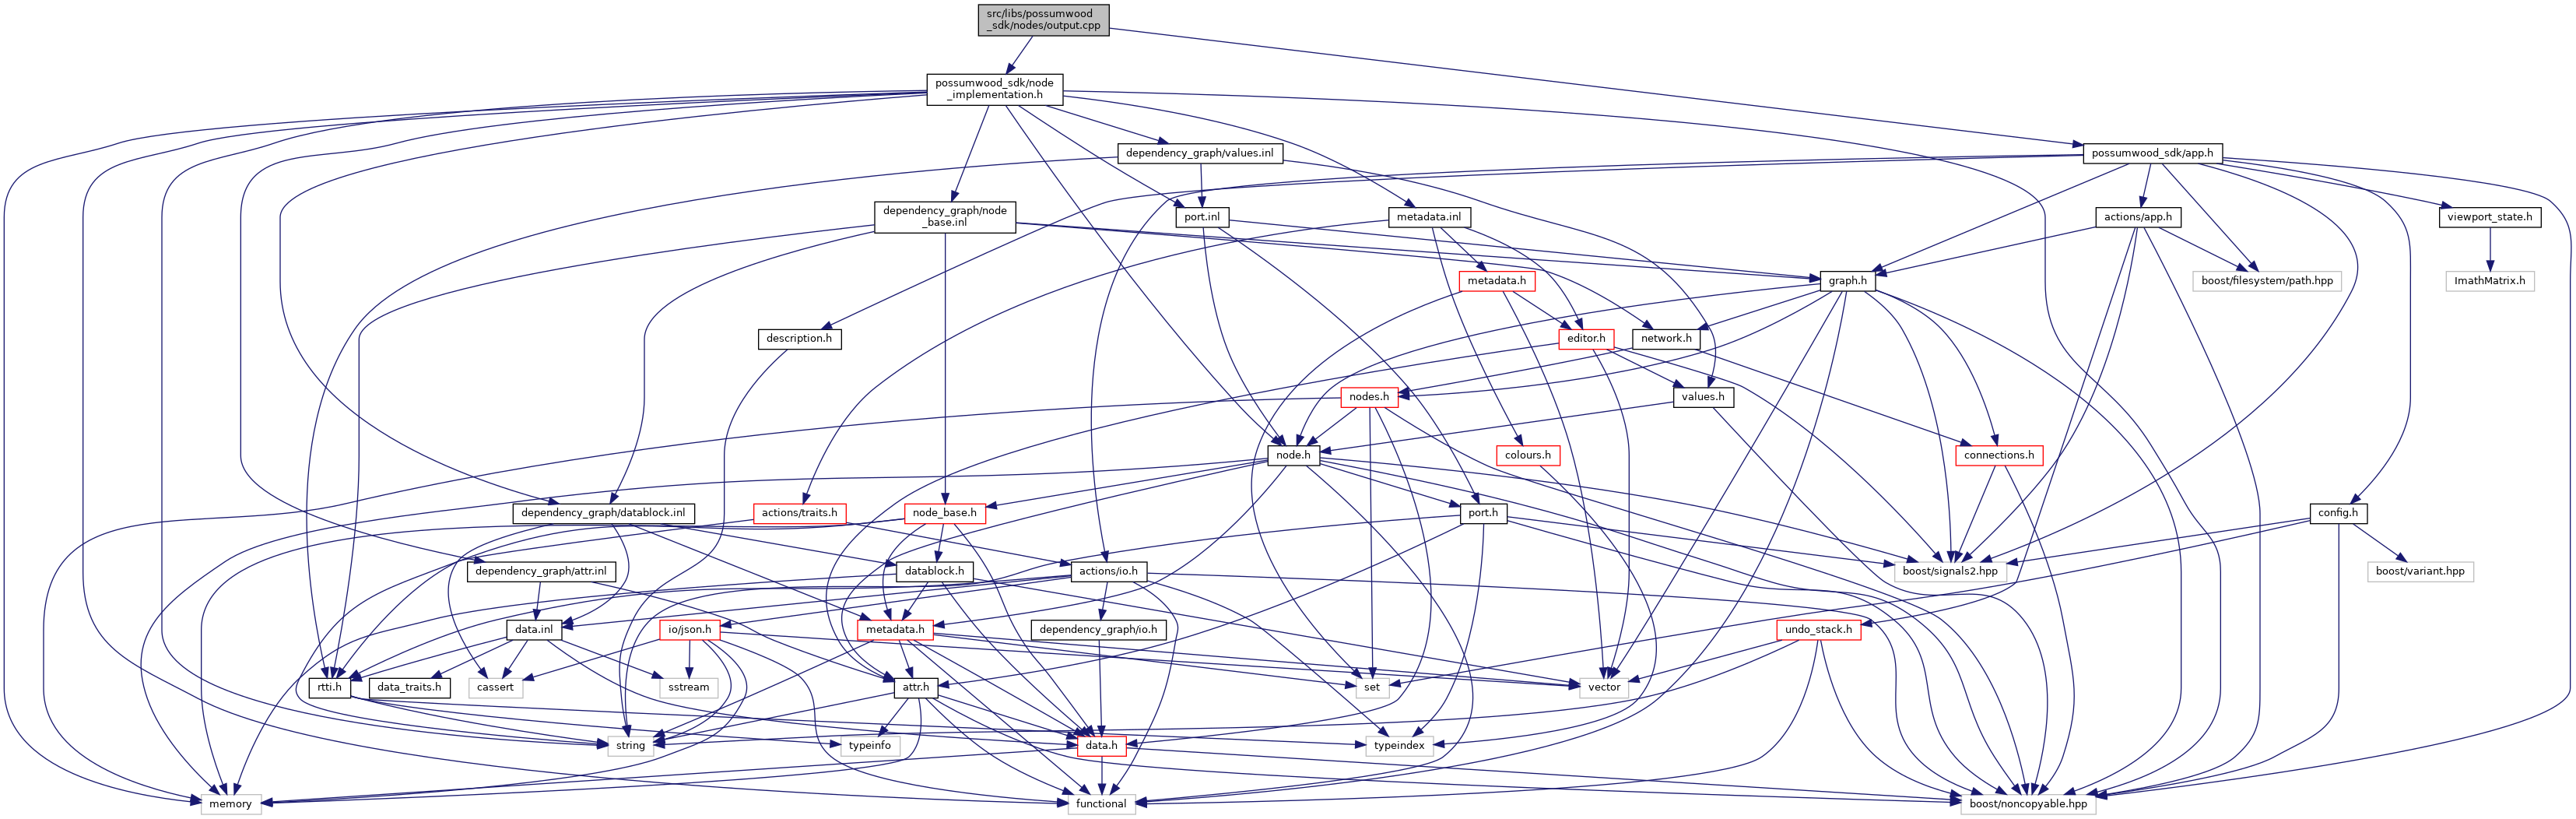 src/libs/possumwood
_sdk/nodes/output.cpp
possumwood_sdk/node
_implementation.h
dependency_graph/values.inl
possumwood_sdk/app.h
dependency_graph/node
_base.inl
port.inl
metadata.inl
actions/app.h
viewport_state.h
metadata.h
graph.h
boost/filesystem/path.hpp
ImathMatrix.h
description.h
editor.h
network.h
nodes.h
values.h
node.h
colours.h
connections.h
dependency_graph/datablock.inl
actions/traits.h
node_base.h
port.h
config.h
dependency_graph/attr.inl
datablock.h
actions/io.h
boost/signals2.hpp
boost/variant.hpp
data.inl
io/json.h
metadata.h
dependency_graph/io.h
undo_stack.h
rtti.h
data_traits.h
cassert
sstream
attr.h
set
vector
string
typeinfo
data.h
typeindex
memory
functional
boost/noncopyable.hpp